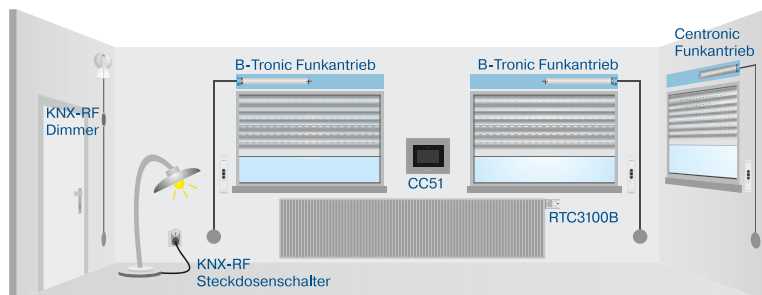 Centronic
Funkantrieb
B-Tronic Funkantrieb
B-Tronic Funkantrieb
KNX-RF
Dimmer
CC51
RTC3100B
KNX-RF
Steckdosenschalter